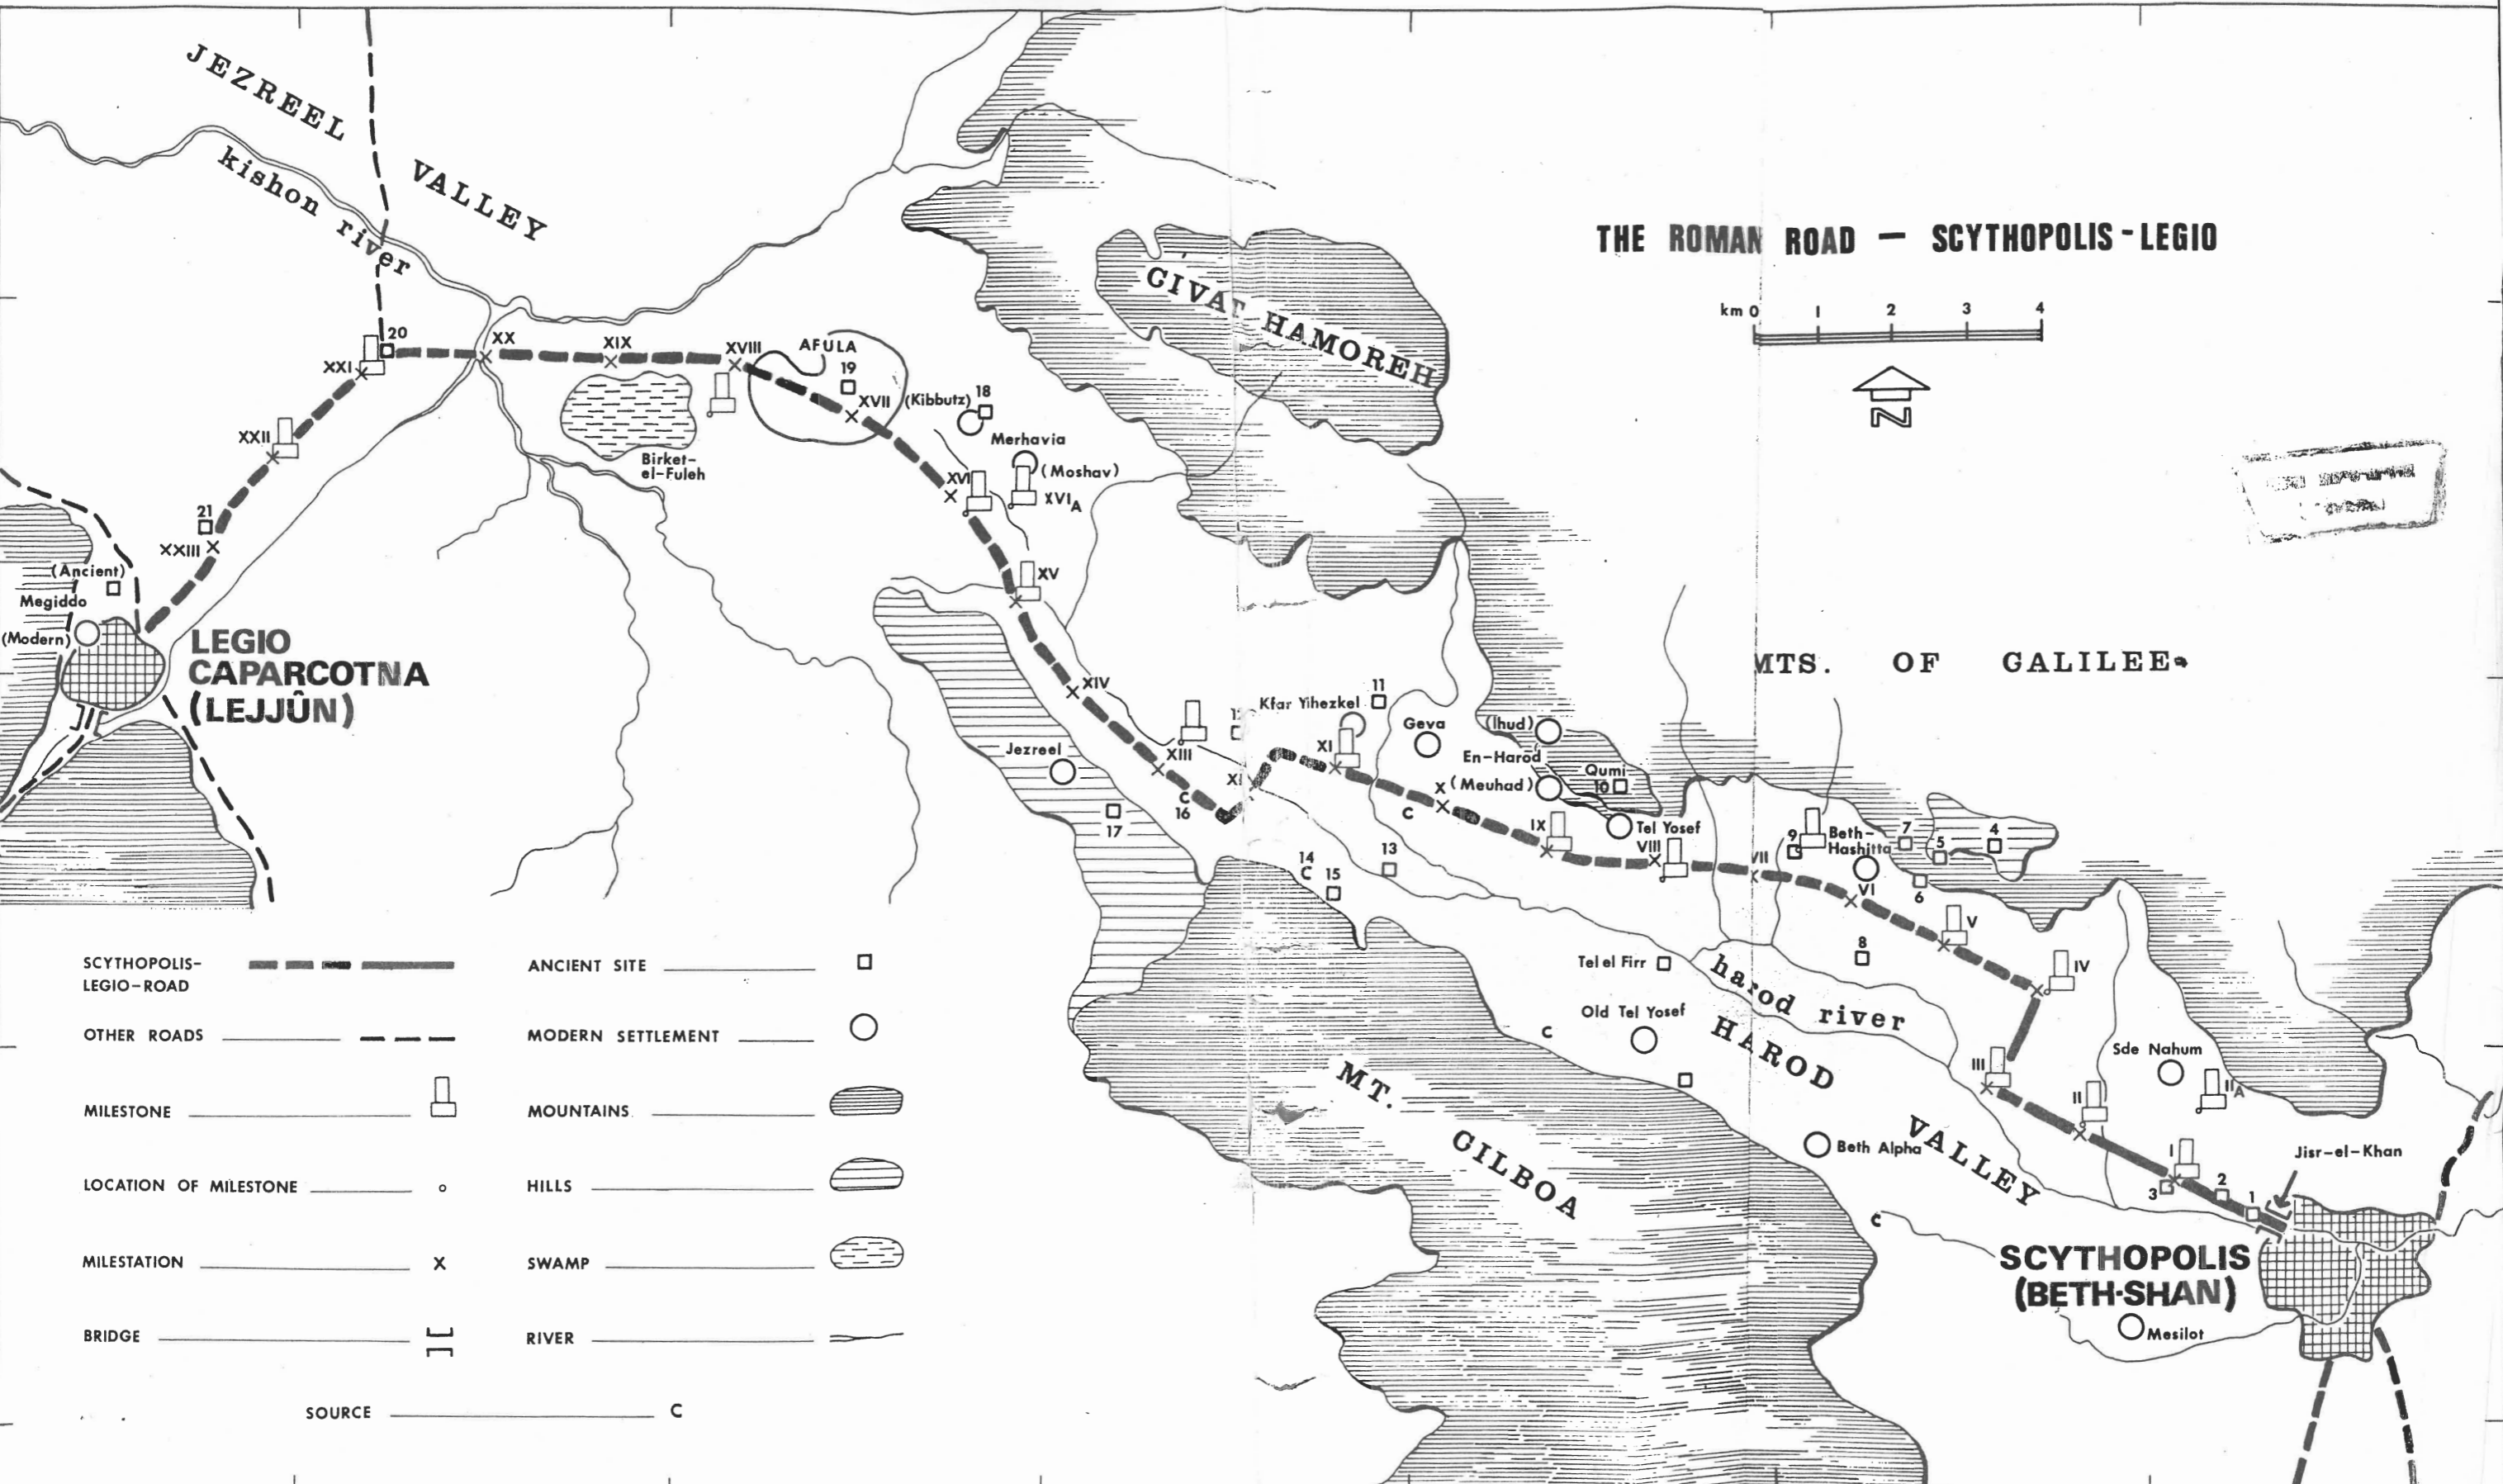 JEZREEL VALLEY
kishon river
GIVAT HAMOREH
THE ROMAN ROAD — SCYTHOPOLIS - LEGIO
km 0 1 2 3 4
N
20
XX
XIX
XVIII
AFULA
19
XVII
(Kibbutz)
18
Merhavia
(Moshav)
XVI
XVI A
XXI
XXII
Birket-
el-Fuleh
21
XXIII
(Ancient)
Megiddo
(Modern)
LEGIO
CAPARCOTNA
(LEJJÛN)
XV
XIV
XIII
Jezreel
17
C
16
Kfar Yihezkel
11
XI
Geva
(Ihud)
En-Harod
(Meuhad)
Qumi
10
X
C
IX
Tel Yosef
VIII
VII
9
Beth-
Hashitta
7
5
4
6
VI
V
IV
8
14
C
15
13
MTS. OF GALILEE
Tel el Firr
harod river
Old Tel Yosef
C
HAROD VALLEY
MT. GILBOA
Beth Alpha
C
III
II
Sde Nahum
II A
I
3
2
1
Jisr-el-Khan
SCYTHOPOLIS
(BETH-SHAN)
Mesilot
SCYTHOPOLIS-
LEGIO-ROAD
OTHER ROADS
MILESTONE
LOCATION OF MILESTONE
MILESTATION
X
BRIDGE
ANCIENT SITE
MODERN SETTLEMENT
MOUNTAINS
HILLS
SWAMP
RIVER
SOURCE C